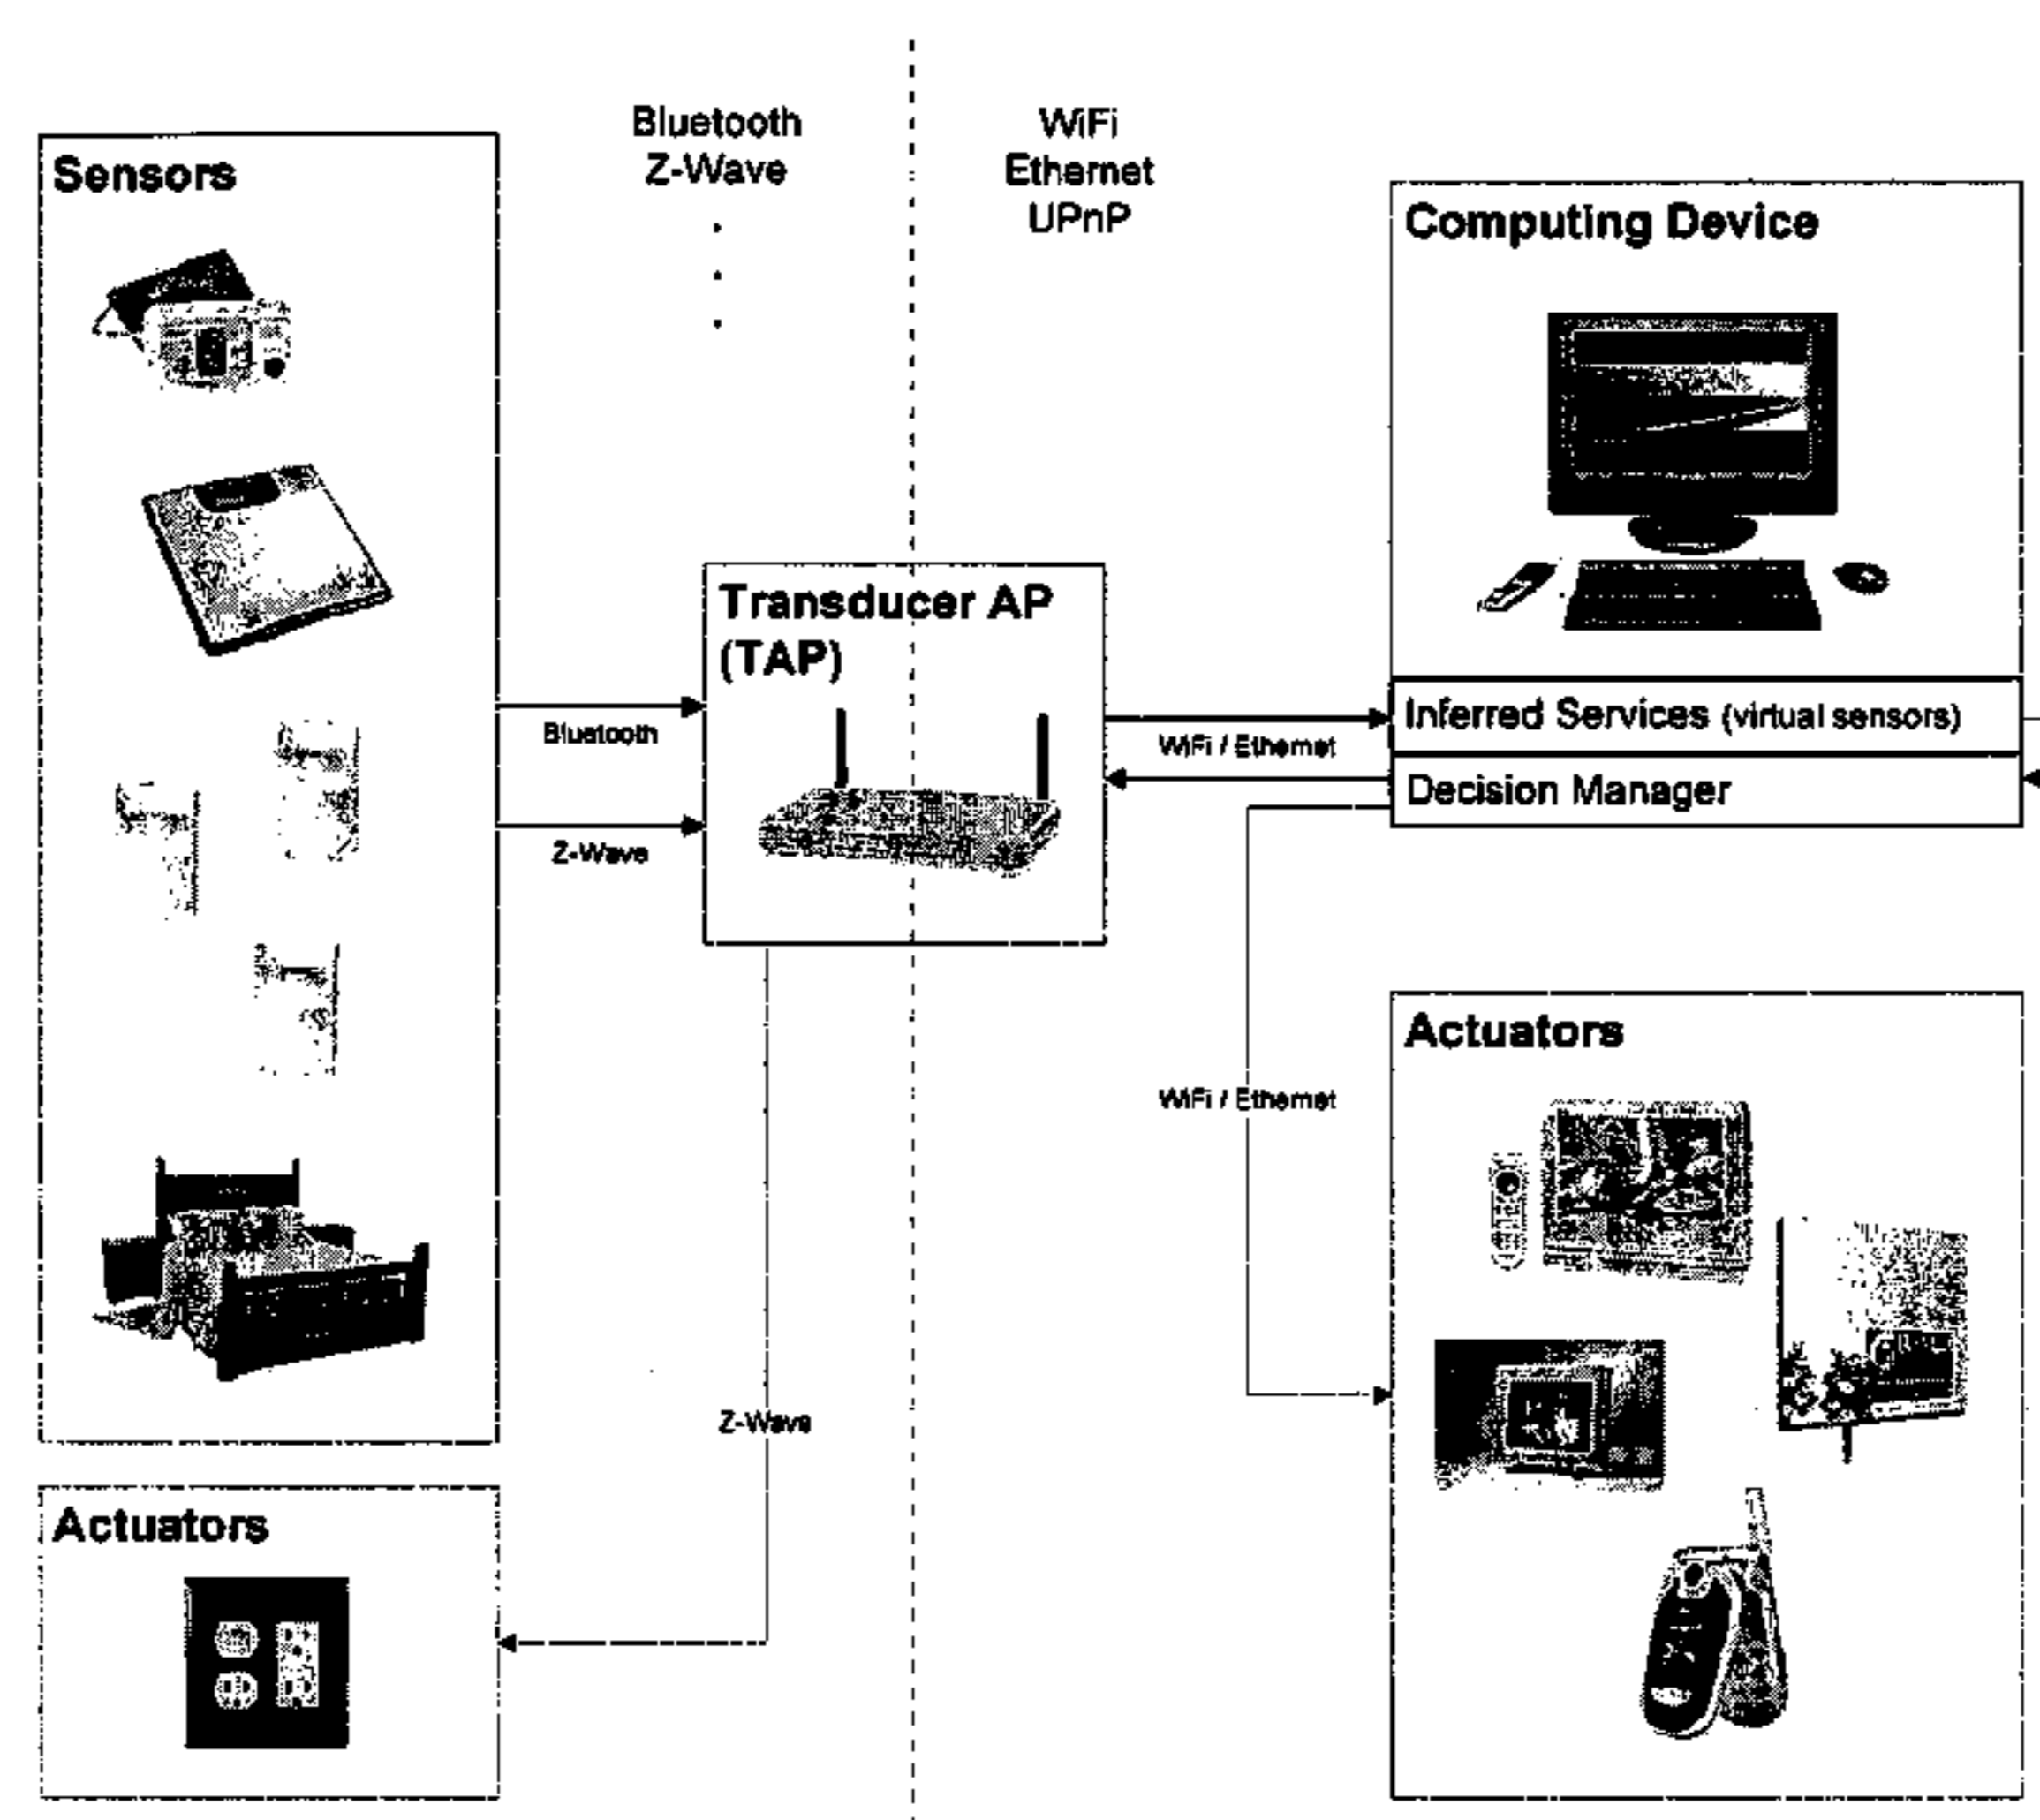 Bluetooth
Z-Wave
WiFi
Ethernet
UPnP
Sensors
Computing Device
Transducer AP
(TAP)
Bluetooth
Z-Wave
WiFi / Ethernet
Inferred Services (virtual sensors)
Decision Manager
Actuators
WiFi / Ethernet
Z-Wave
Actuators